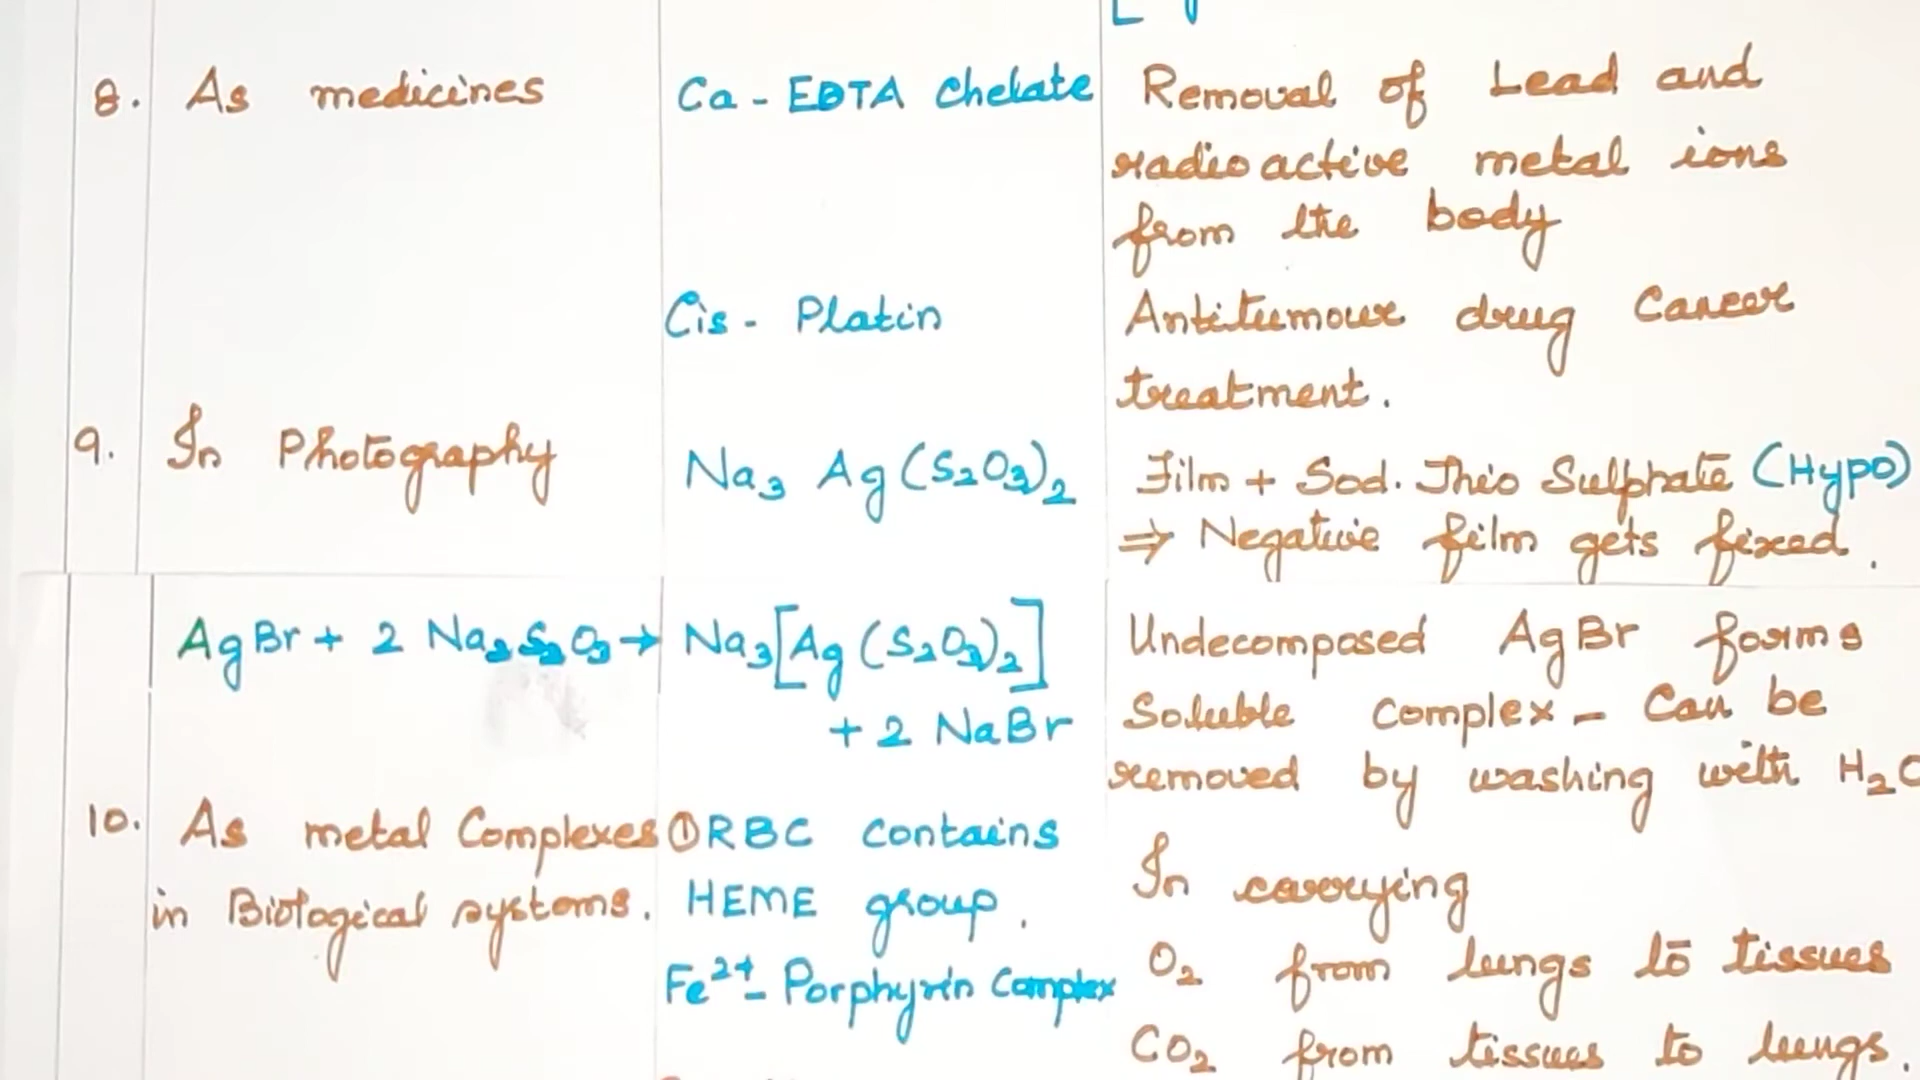 8. As medicines
Ca - EDTA Chelate
Removal of Lead and
radioactive metal ions
from the body
Cis - Platin
Antitumour drug Cancer
treatment.
9. In Photography
Na₃ Ag(S₂O₃)₂
Film + Sod. Thio Sulphate (Hypo)
⇒ Negative film gets fixed.
AgBr + 2 Na₂S₂O₃ → Na₃[Ag(S₂O₃)₂]
+ 2 NaBr
Undecomposed AgBr forms
Soluble complex - Can be
removed by washing with H₂O
10. As metal Complexes
in Biological systems.
① RBC contains
HEME group.
Fe²⁺ - Porphyrin Complex
In carrying
O₂ from lungs to tissues
CO₂ from tissues to lungs.